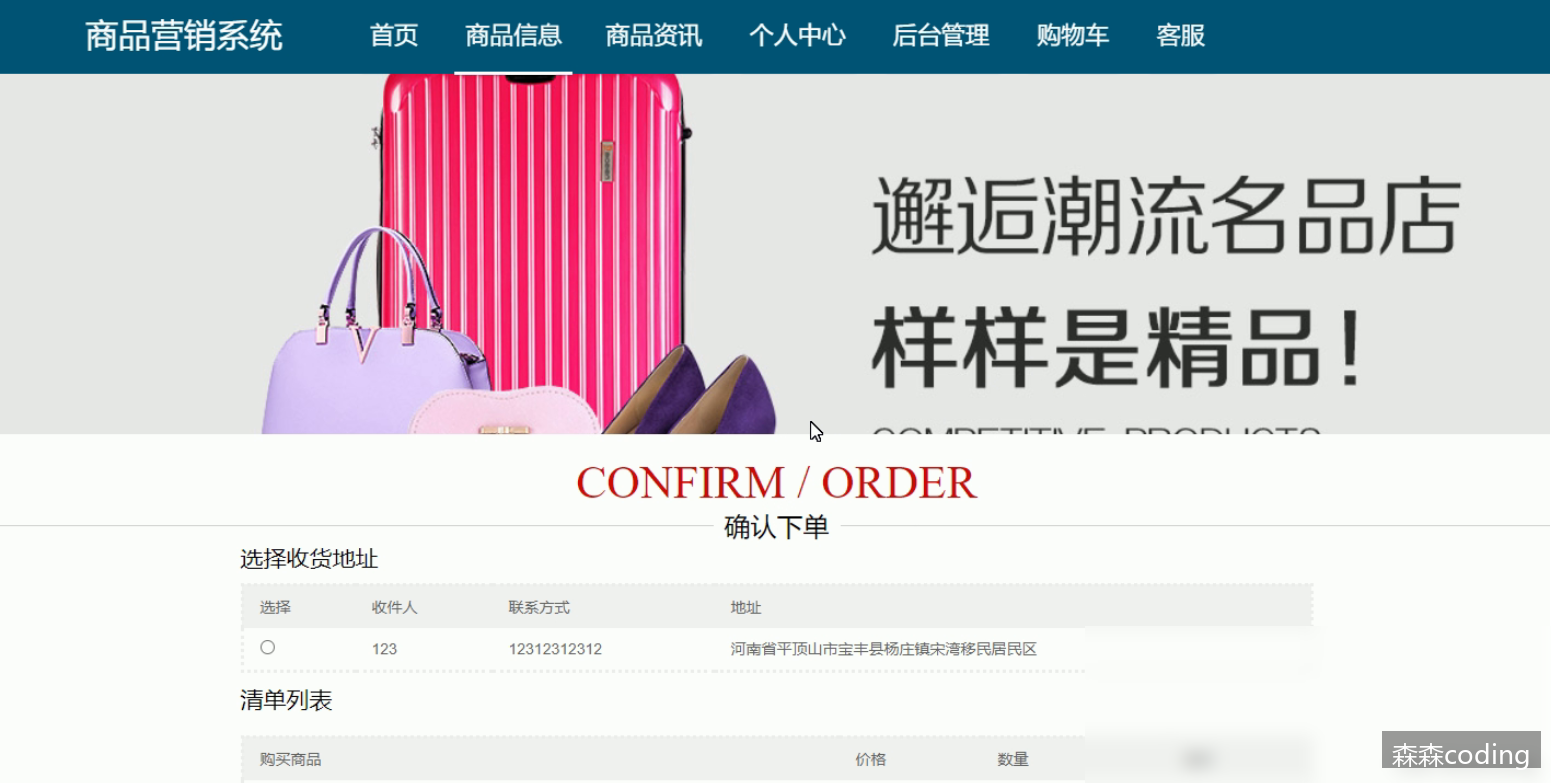 商品营销系统 首页 商品信息 商品资讯 个人中心 后台管理 购物车 客服
邂逅潮流名品店
样样是精品！
COMPETITIVE PRODUCTS
CONFIRM / ORDER
确认下单
选择收货地址
选择 收件人 联系方式 地址
123 12312312312 河南省平顶山市宝丰县杨庄镇宋湾移民居民区
清单列表
购买商品 价格 数量
森森coding